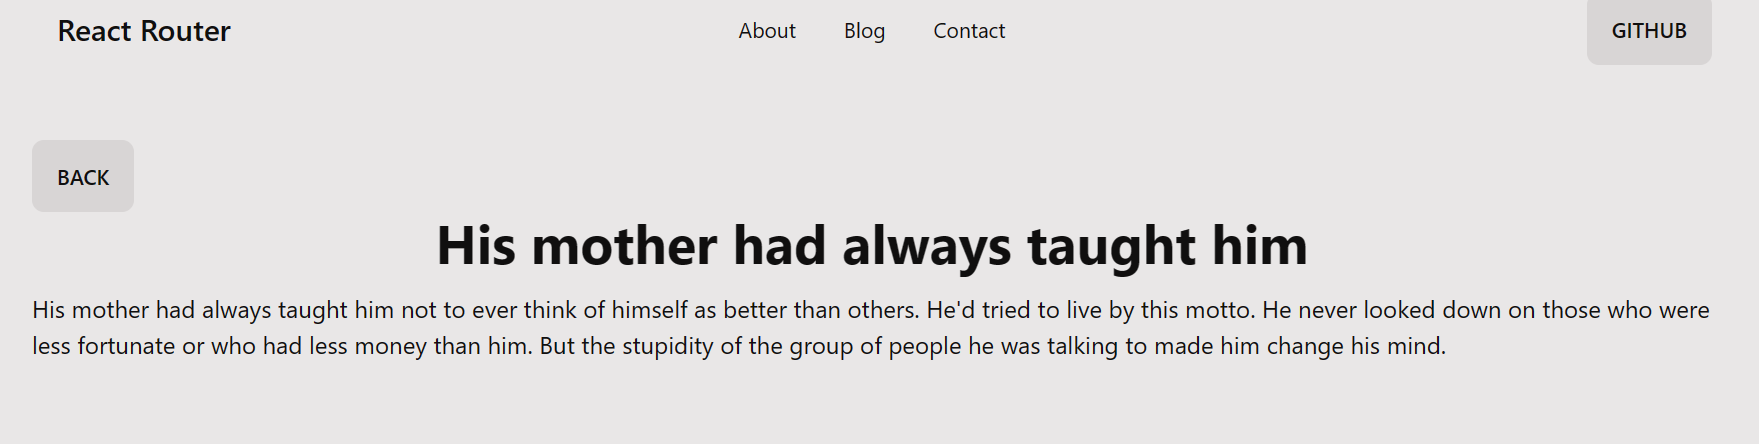 React Router
About Blog Contact
GITHUB
BACK
His mother had always taught him
His mother had always taught him not to ever think of himself as better than others. He'd tried to live by this motto. He never looked down on those who were
less fortunate or who had less money than him. But the stupidity of the group of people he was talking to made him change his mind.